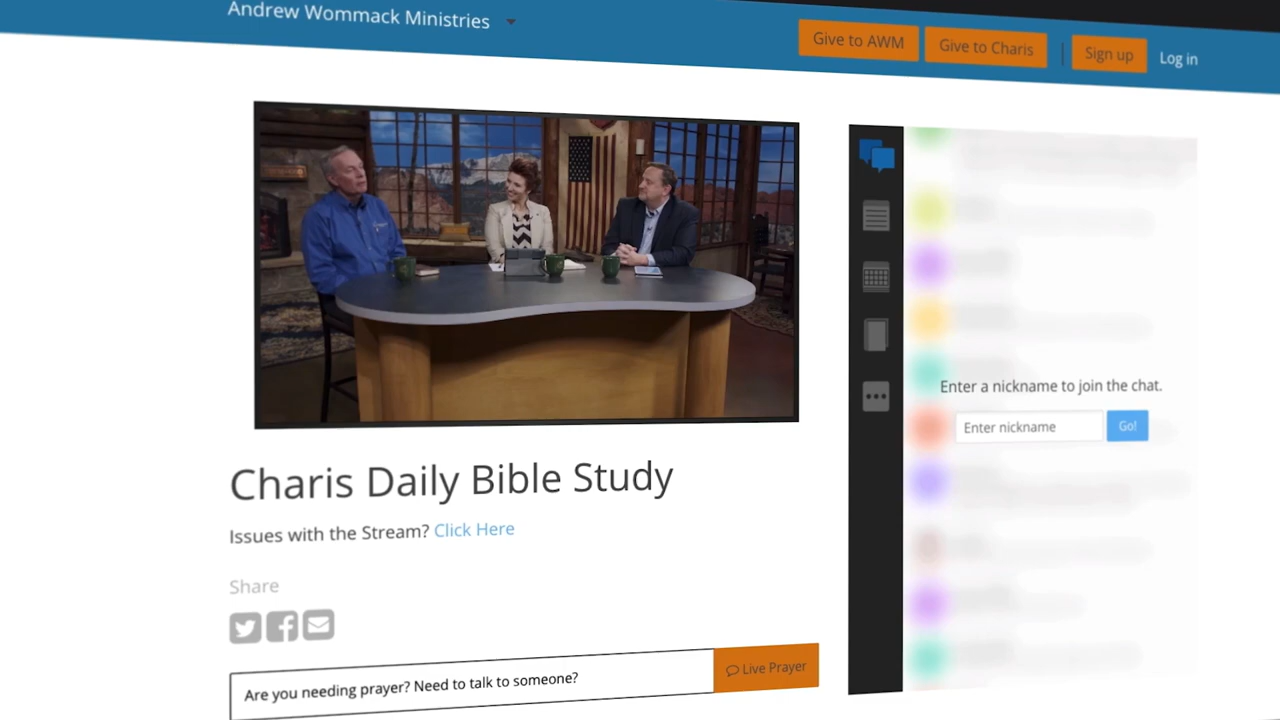 Andrew Wommack Ministries
Give to AWM
Give to Charis
Sign up
Log in
Enter a nickname to join the chat.
Enter nickname
Go!
Charis Daily Bible Study
Issues with the Stream? Click Here
Share
Are you needing prayer? Need to talk to someone?
Live Prayer